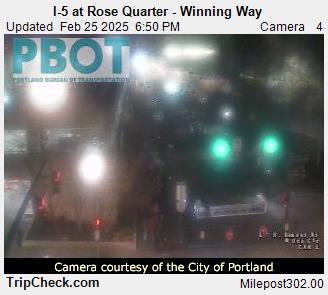 I-5 at Rose Quarter - Winning Way
Updated Feb 25 2025 6:50 PM Camera 4
PBOT
PORTLAND BUREAU OF TRANSPORTATION
Camera courtesy of the City of Portland
TripCheck.com Milepost302.00